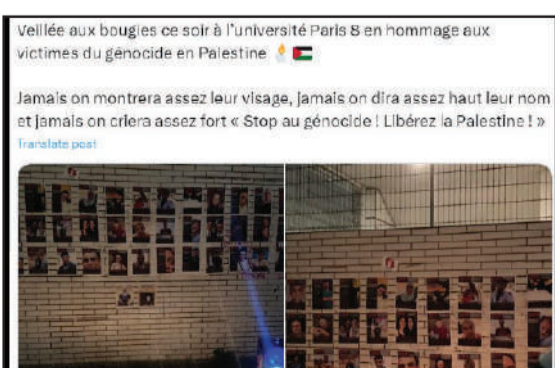 Veillée aux bougies ce soir à l'université Paris 8 en hommage aux
victimes du génocide en Palestine 🕯️ 🇵🇸
Jamais on montrera assez leur visage, jamais on dira assez haut leur nom
et jamais on criera assez fort « Stop au génocide ! Libérez la Palestine ! »
Translate post